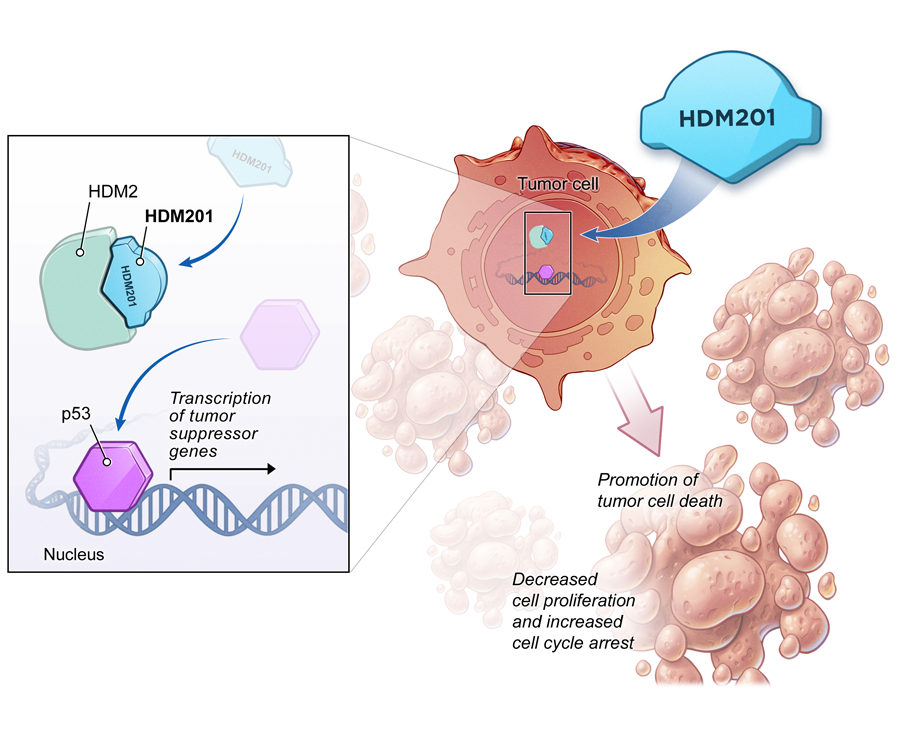 HDM201
Tumor cell
HDM201
HDM2
HDM201
HDM201
Transcription
of tumor
suppressor
genes
p53
Nucleus
Promotion of
tumor cell death
Decreased
cell proliferation
and increased
cell cycle arrest